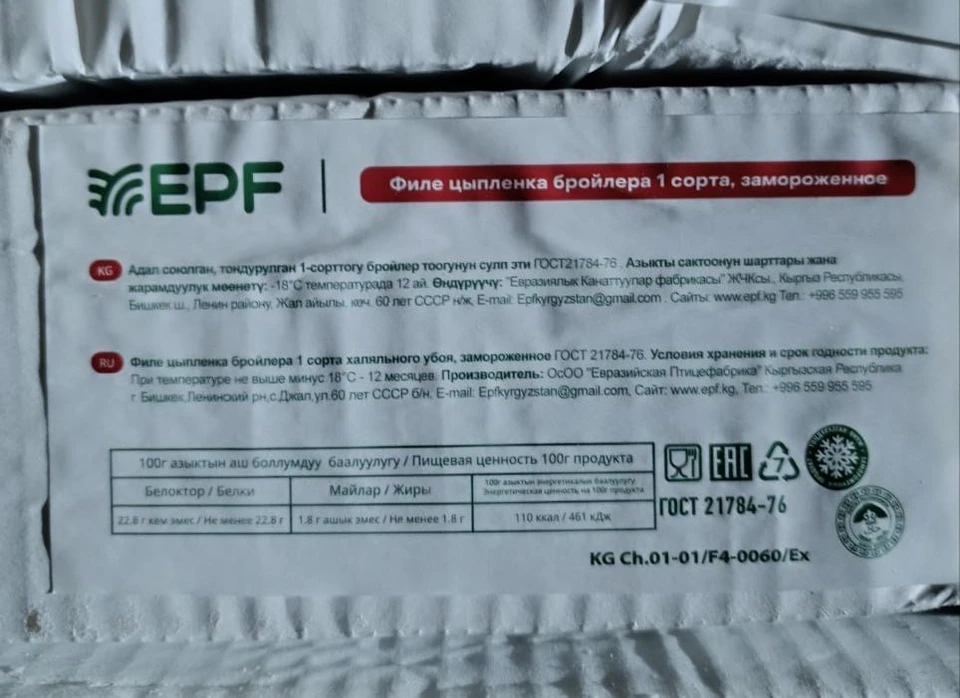 EPF
Филе цыпленка бройлера 1 сорта, замороженное
KG Адал союлган, тондурулган 1-сорттогу бройлер тоогунун сулп эти ГОСТ21784-76 . Азыкты сактоонун шарттары жана
жарамдуулук мөөнөтү: -18°С температурада 12 ай. Өндүрүүчү: "Евразиялык Канаттуулар фабрикасы" ЖЧКсы., Кыргыз Республикасы,
Бишкек ш., Ленин району, Жал айылы, көч. 60 лет СССР н/ж, E-mail: Epfkyrgyzstan@gmail.com . Сайты: www.epf.kg Тел.: +996 559 955 595
RU Филе цыпленка бройлера 1 сорта халяльного убоя, замороженное ГОСТ 21784-76. Условия хранения и срок годности продукта:
При температуре не выше минус 18°С - 12 месяцев. Производитель: ОсОО "Евразийская Птицефабрика" Кыргызская Республика
г. Бишкек,Ленинский рн,с.Джал,ул.60 лет СССР б/н, E-mail: Epfkyrgyzstan@gmail.com, Сайт: www.epf.kg, Тел.: +996 559 955 595
100г азыктын аш боллумдуу баалуулугу / Пищевая ценность 100г продукта
Белоктор / Белки Майлар / Жиры 100г азыктын энергетикалык баалуулугу
Энергетическая ценность на 100г продукта
22.8 г кем эмес / Не менее 22.8 г 1.8 г ашык эмес / Не менее 1.8 г 110 ккал / 461 кДж
EAC 7
ГОСТ 21784-76
KG Ch.01-01/F4-0060/Ex